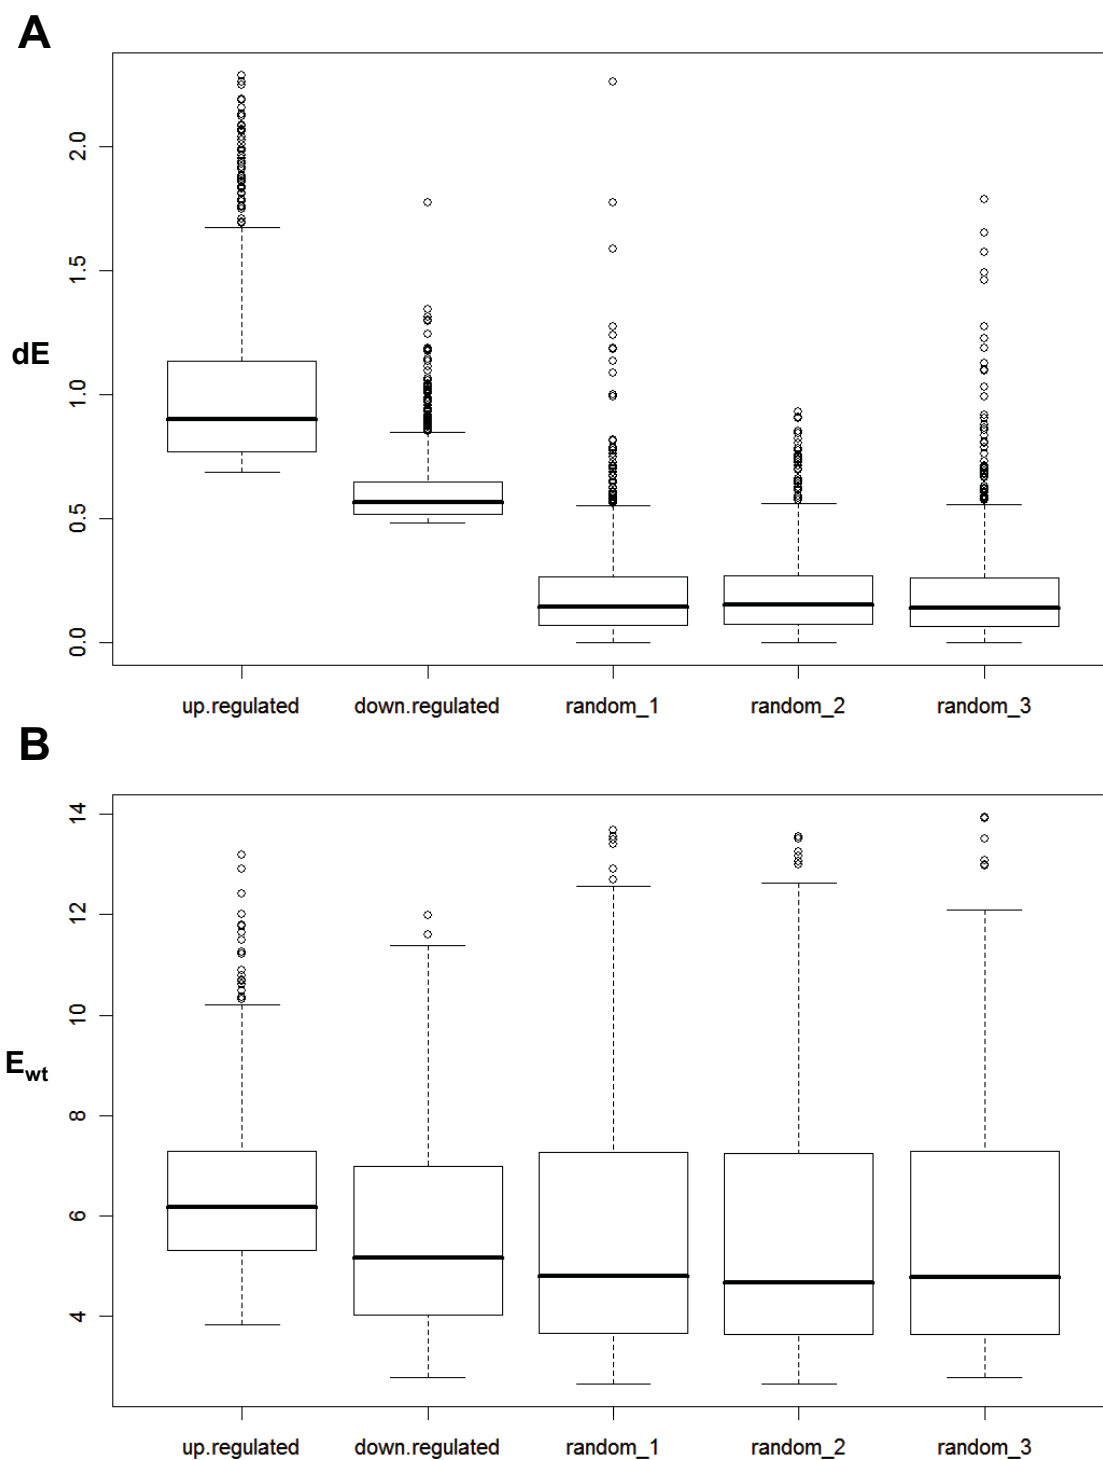 A
2.0
1.5
1.0
0.5
0.0
dE
up.regulated down.regulated random_1 random_2 random_3
B
14
12
10
8
6
4
Ewt
up.regulated down.regulated random_1 random_2 random_3